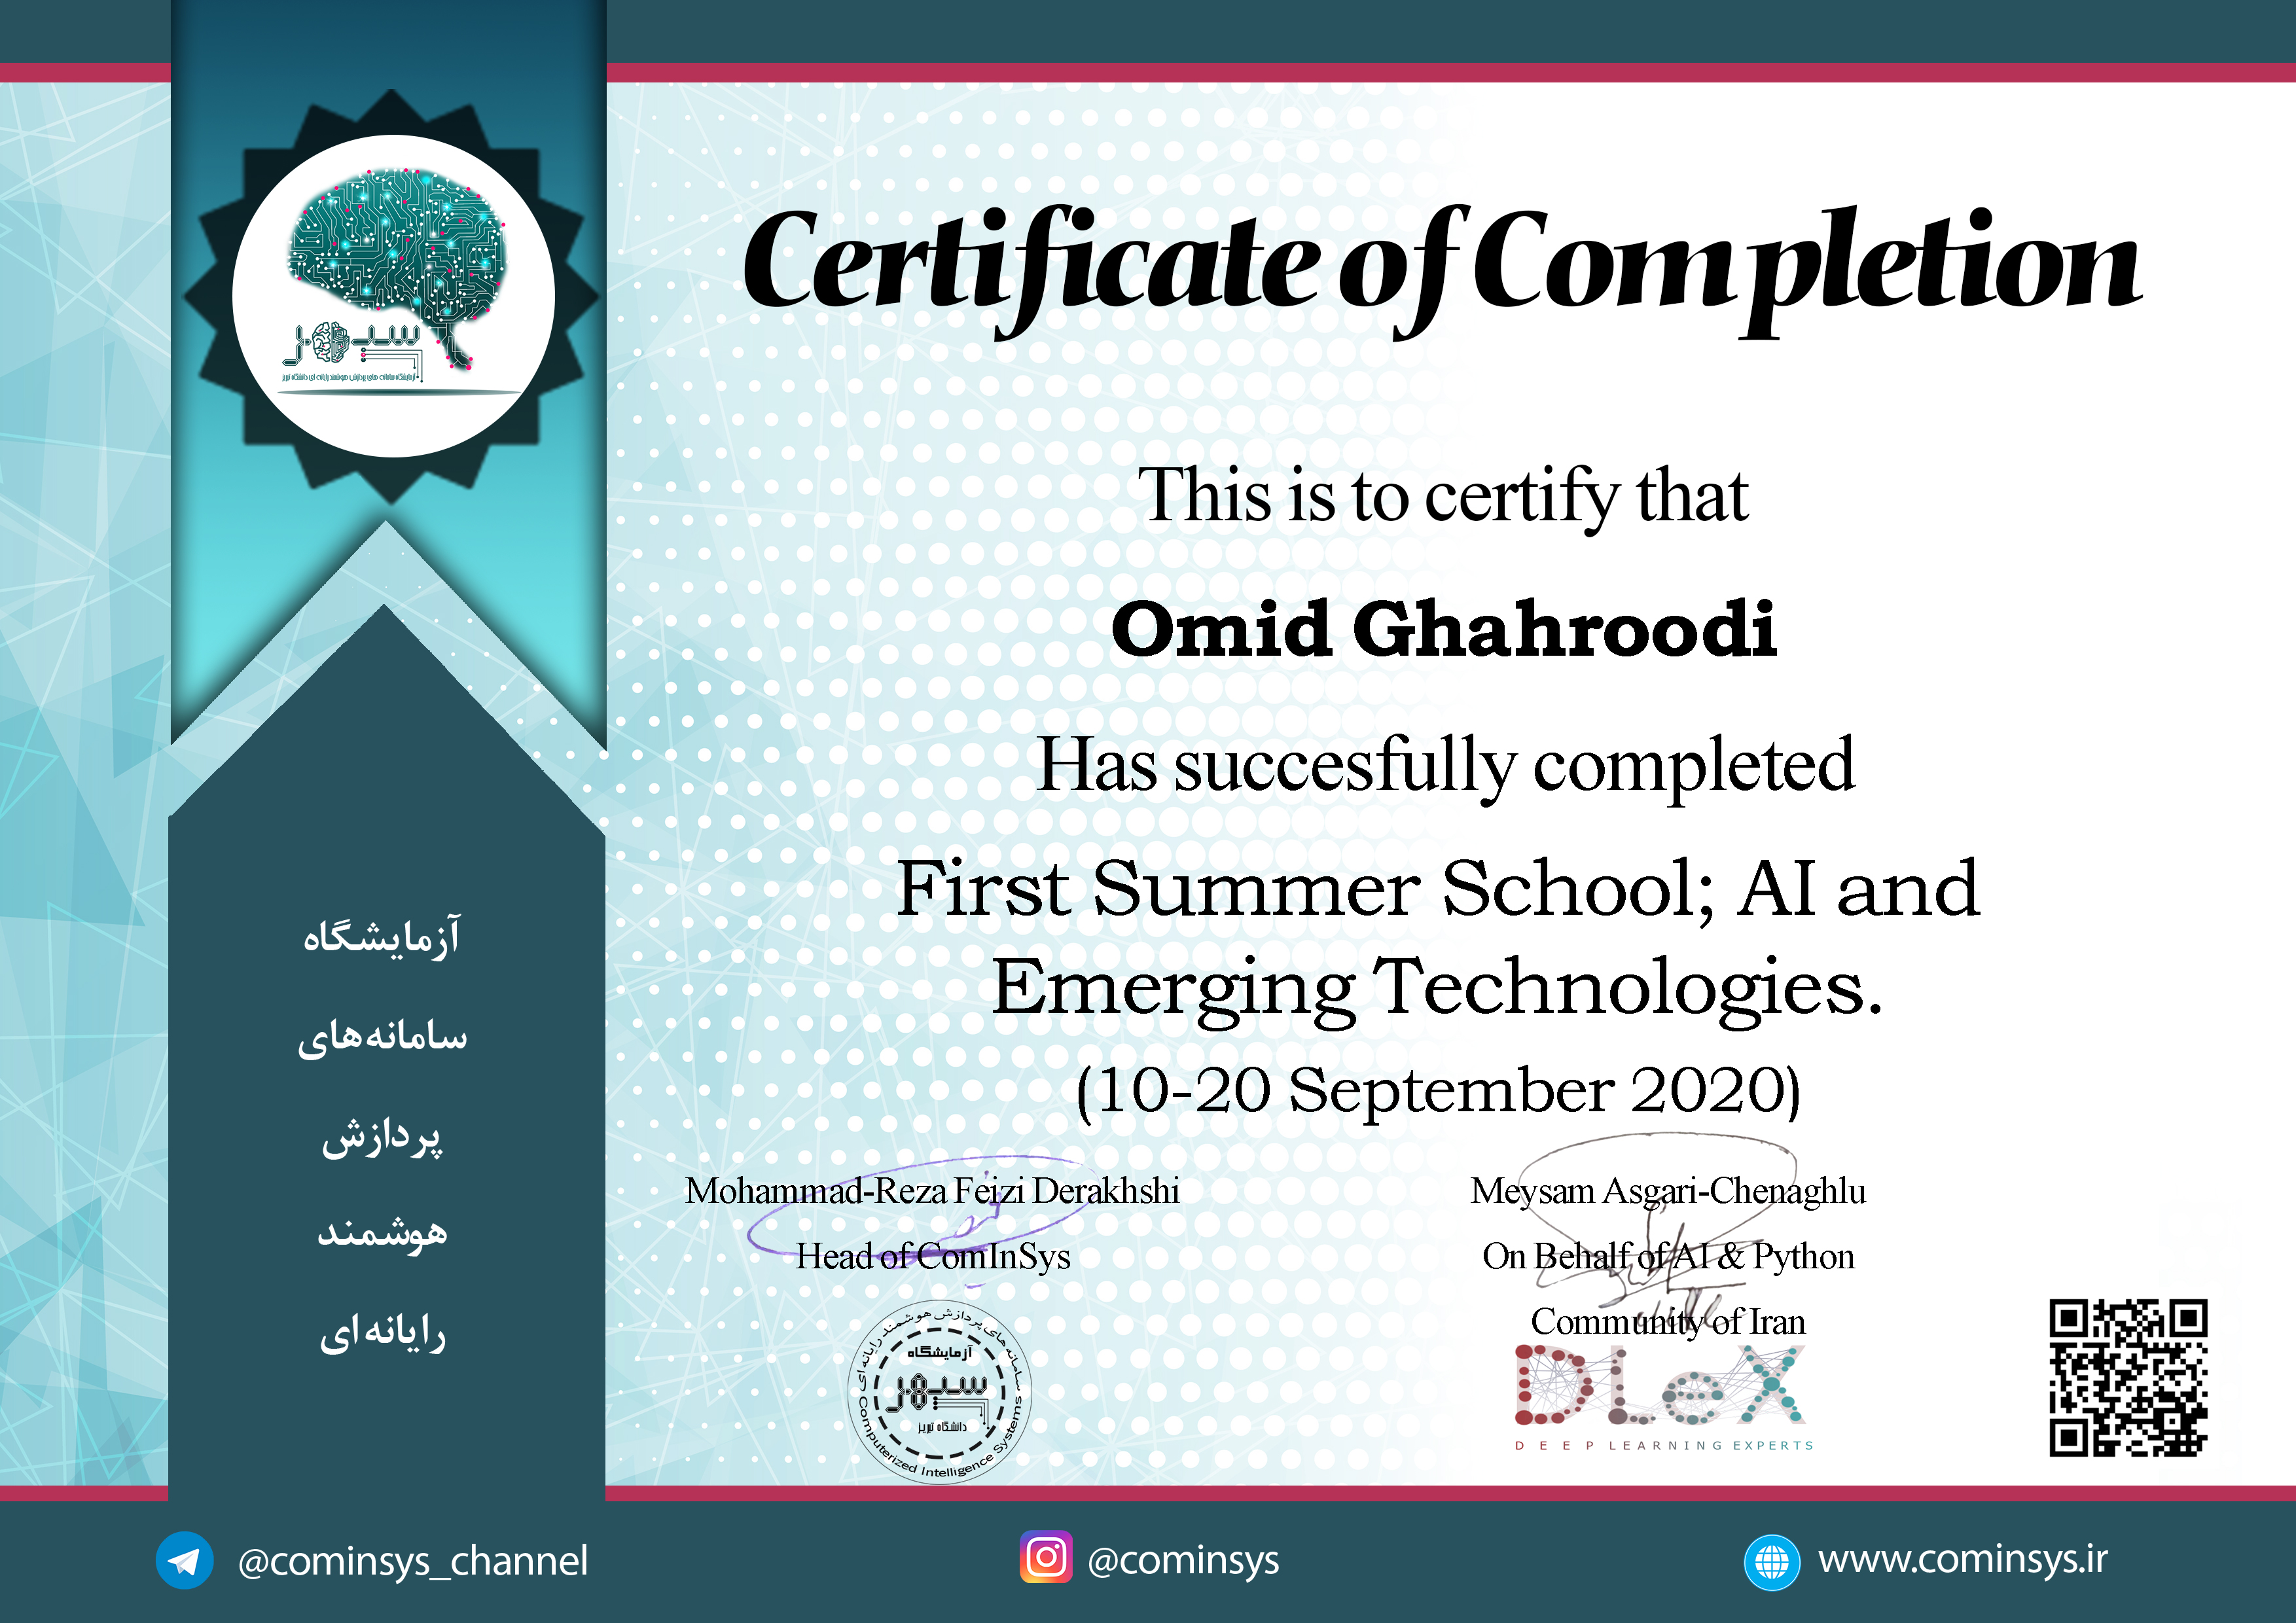 Certificate of Completion
This is to certify that
Omid Ghahroodi
Has succesfully completed
First Summer School; AI and
Emerging Technologies.
(10-20 September 2020)
Mohammad-Reza Feizi Derakhshi
Head of ComInSys
Meysam Asgari-Chenaghlu
On Behalf of AI & Python
Community of Iran
سپهر
آزمایشگاه سامانه های پردازش هوشمند رایانه ای دانشگاه تبریز
آزمایشگاه
سامانه‌های
پردازش
هوشمند
رایانه‌ای
سامانه‌های پردازش هوشمند رایانه‌ای
آزمایشگاه
سپهر
دانشگاه تبریز
Computerized Intelligence Systems
DLeX
DEEP LEARNING EXPERTS
@cominsys_channel
@cominsys
www.cominsys.ir